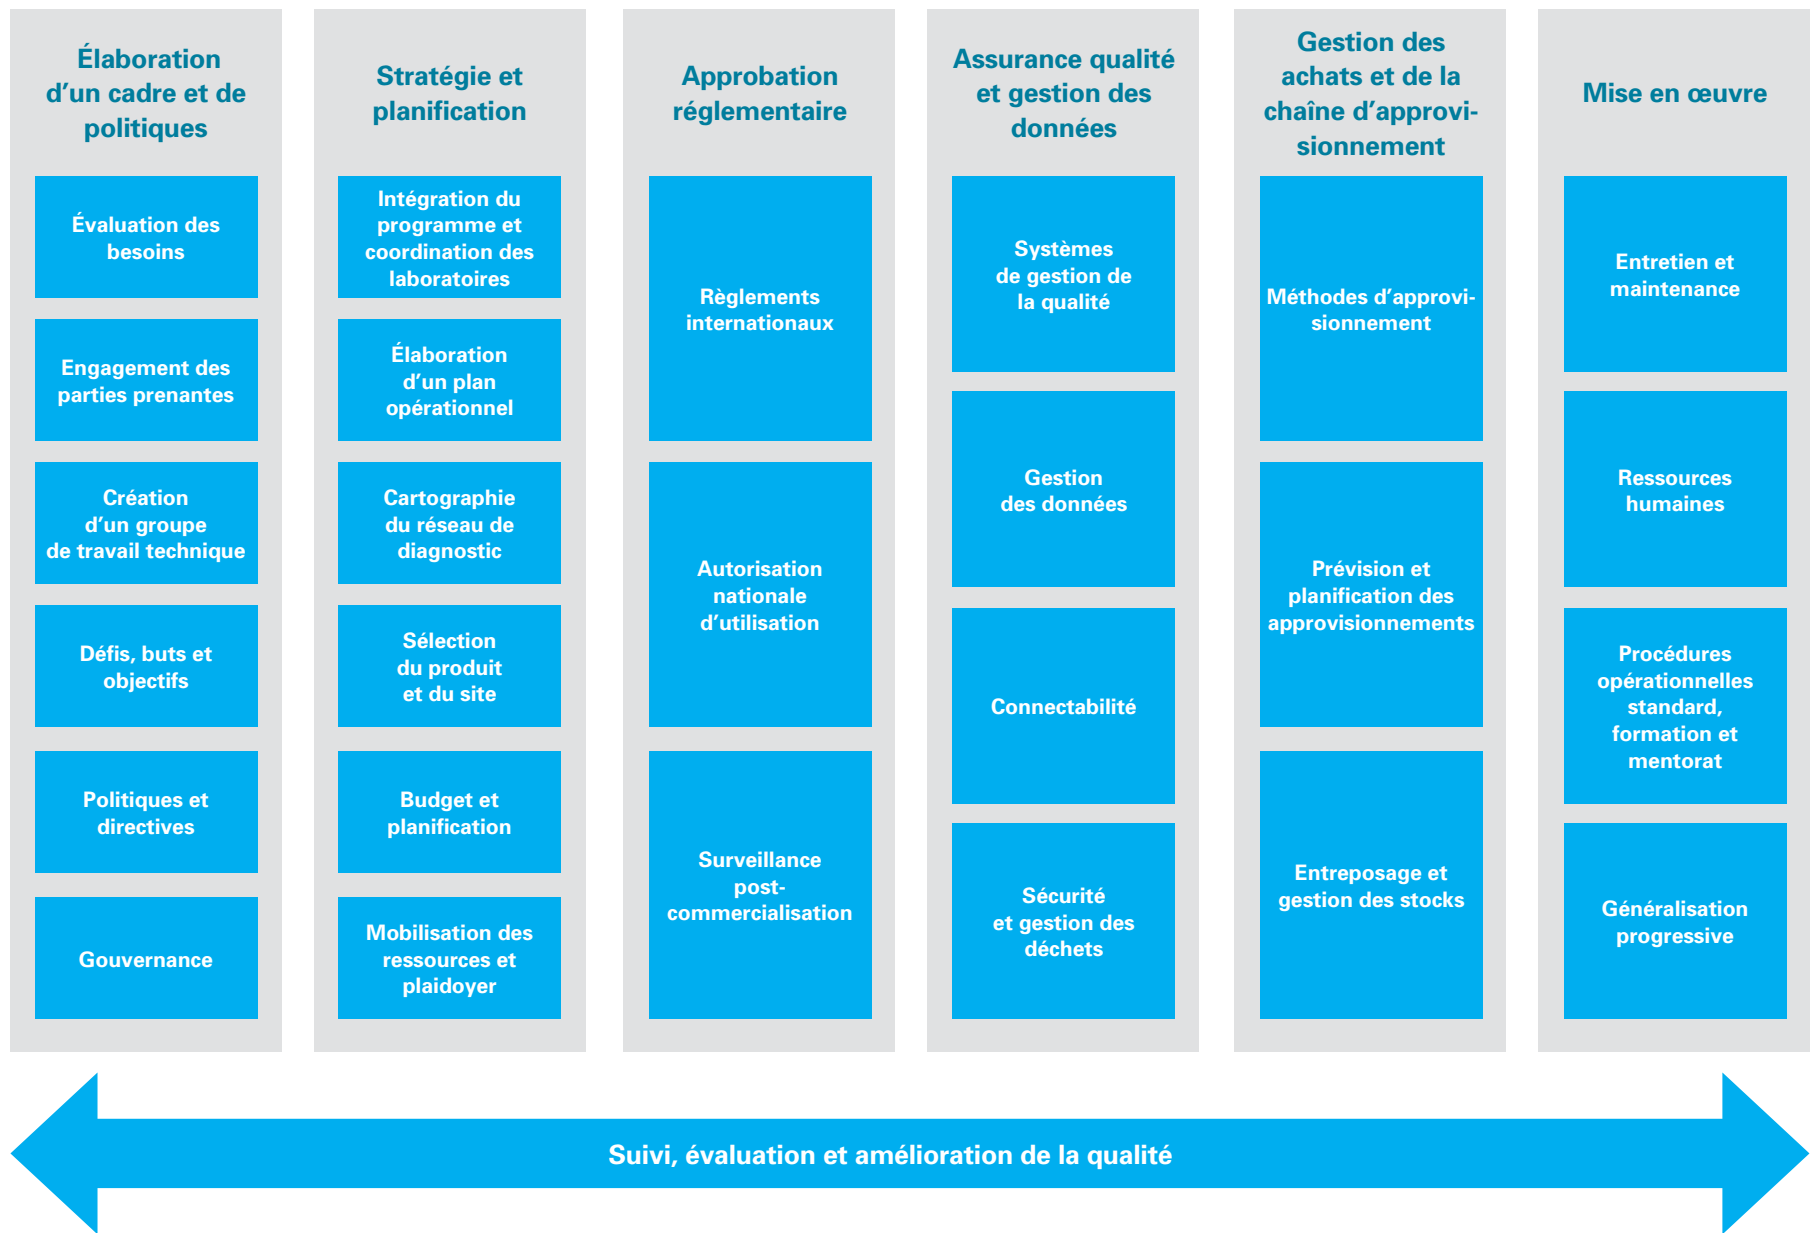 Élaboration
d’un cadre et de
politiques
Évaluation des
besoins
Engagement des
parties prenantes
Création
d’un groupe
de travail technique
Défis, buts et
objectifs
Politiques et
directives
Gouvernance
Stratégie et
planification
Intégration du
programme et
coordination des
laboratoires
Élaboration
d’un plan
opérationnel
Cartographie
du réseau de
diagnostic
Sélection
du produit
et du site
Budget et
planification
Mobilisation des
ressources et
plaidoyer
Approbation
réglementaire
Règlements
internationaux
Autorisation
nationale
d’utilisation
Surveillance
post-
commercialisation
Assurance qualité
et gestion des
données
Systèmes
de gestion de
la qualité
Gestion
des données
Connectabilité
Sécurité
et gestion des
déchets
Gestion des
achats et de la
chaîne d’approvi-
sionnement
Méthodes d’approvi-
sionnement
Prévision et
planification des
approvisionnements
Entreposage et
gestion des stocks
Mise en œuvre
Entretien et
maintenance
Ressources
humaines
Procédures
opérationnelles
standard,
formation et
mentorat
Généralisation
progressive
Suivi, évaluation et amélioration de la qualité